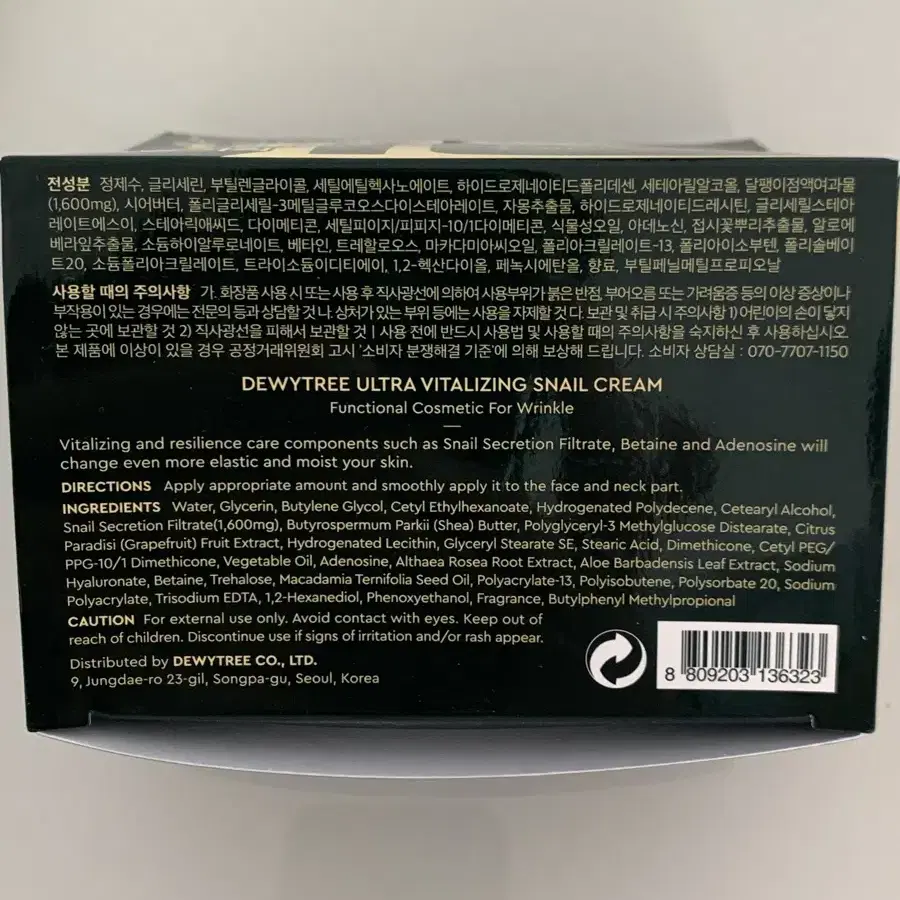 전성분 정제수, 글리세린, 부틸렌글라이콜, 세틸에틸헥사노에이트, 하이드로제네이티드폴리데센, 세테아릴알코올, 달팽이점액여과물
(1,600mg), 시어버터, 폴리글리세릴-3메틸글루코오스다이스테아레이트, 자몽추출물, 하이드로제네이티드레시틴, 글리세릴스테아
레이트에스이, 스테아릭애씨드, 다이메티콘, 세틸피이지/피피지-10/1다이메티콘, 식물성오일, 아데노신, 접시꽃뿌리추출물, 알로에
베라잎추출물, 소듐하이알루로네이트, 베타인, 트레할로오스, 마카다미아씨오일, 폴리아크릴레이트-13, 폴리아이소부텐, 폴리솔베이
트20, 소듐폴리아크릴레이트, 트라이소듐이디티에이, 1,2-헥산다이올, 페녹시에탄올, 향료, 부틸페닐메틸프로피오날
사용할 때의 주의사항 가. 화장품 사용 시 또는 사용 후 직사광선에 의하여 사용부위가 붉은 반점, 부어오름 또는 가려움증 등의 이상 증상이나
부작용이 있는 경우에는 전문의 등과 상담할 것 나. 상처가 있는 부위 등에는 사용을 자제할 것 다. 보관 및 취급 시 주의사항 1) 어린이의 손이 닿지
않는 곳에 보관할 것 2) 직사광선을 피해서 보관할 것 | 사용 전에 반드시 사용법 및 사용할 때의 주의사항을 숙지하신 후 사용하십시오.
본 제품에 이상이 있을 경우 공정거래위원회 고시 '소비자 분쟁해결 기준'에 의해 보상해 드립니다. 소비자 상담실 : 070-7707-1150
DEWYTREE ULTRA VITALIZING SNAIL CREAM
Functional Cosmetic For Wrinkle
Vitalizing and resilience care components such as Snail Secretion Filtrate, Betaine and Adenosine will
change even more elastic and moist your skin.
DIRECTIONS Apply appropriate amount and smoothly apply it to the face and neck part.
INGREDIENTS Water, Glycerin, Butylene Glycol, Cetyl Ethylhexanoate, Hydrogenated Polydecene, Cetearyl Alcohol,
Snail Secretion Filtrate(1,600mg), Butyrospermum Parkii (Shea) Butter, Polyglyceryl-3 Methylglucose Distearate, Citrus
Paradisi (Grapefruit) Fruit Extract, Hydrogenated Lecithin, Glyceryl Stearate SE, Stearic Acid, Dimethicone, Cetyl PEG/
PPG-10/1 Dimethicone, Vegetable Oil, Adenosine, Althaea Rosea Root Extract, Aloe Barbadensis Leaf Extract, Sodium
Hyaluronate, Betaine, Trehalose, Macadamia Ternifolia Seed Oil, Polyacrylate-13, Polyisobutene, Polysorbate 20, Sodium
Polyacrylate, Trisodium EDTA, 1,2-Hexanediol, Phenoxyethanol, Fragrance, Butylphenyl Methylpropional
CAUTION For external use only. Avoid contact with eyes. Keep out of
reach of children. Discontinue use if signs of irritation and/or rash appear.
Distributed by DEWYTREE CO., LTD.
9, Jungdae-ro 23-gil, Songpa-gu, Seoul, Korea
8 809203 136323